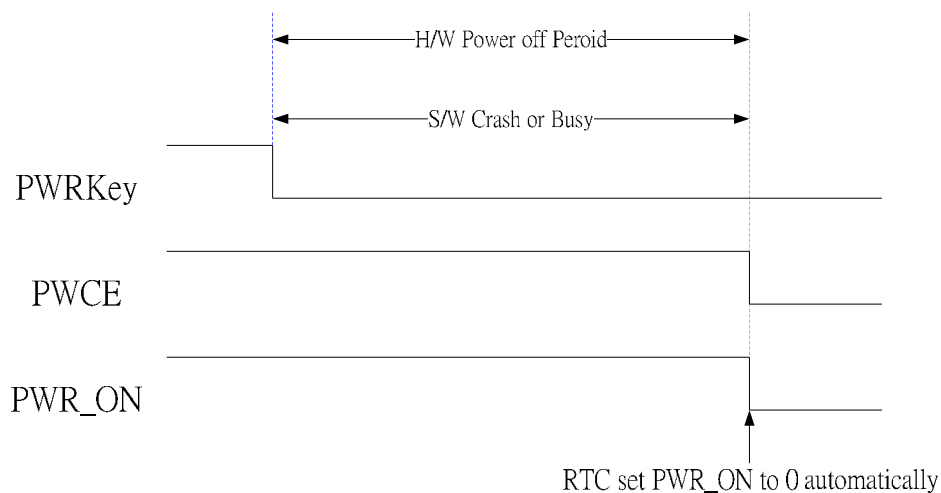 H/W Power off Peroid
S/W Crash or Busy
PWRKey
PWCE
PWR_ON
RTC set PWR_ON to 0 automatically